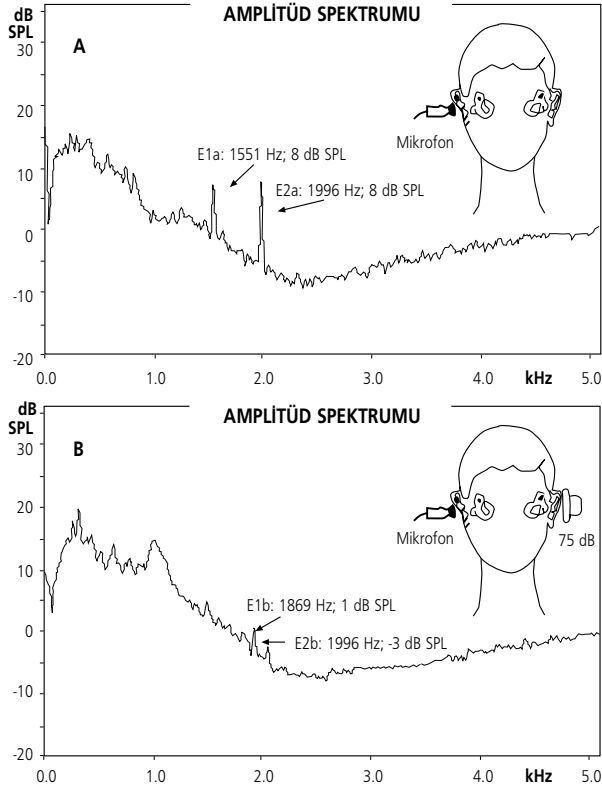 AMPLİTÜD SPEKTRUMU
dB
SPL
A
30
20
10
0
-10
-20
Mikrofon
E1a: 1551 Hz; 8 dB SPL
E2a: 1996 Hz; 8 dB SPL
0.0 1.0 2.0 3.0 4.0 kHz 5.0
AMPLİTÜD SPEKTRUMU
dB
SPL
B
30
20
10
0
-10
-20
Mikrofon
75 dB
E1b: 1869 Hz; 1 dB SPL
E2b: 1996 Hz; -3 dB SPL
0.0 1.0 2.0 3.0 4.0 kHz 5.0